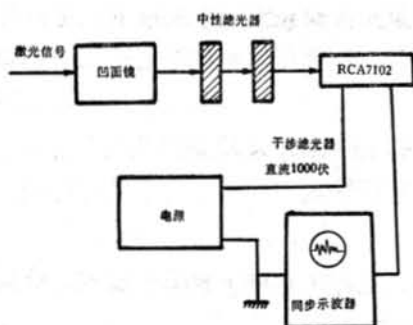 中性滤光器
激光信号
凹面镜
RCA7102
干涉滤光器
直流1000伏
电源
同步示波器